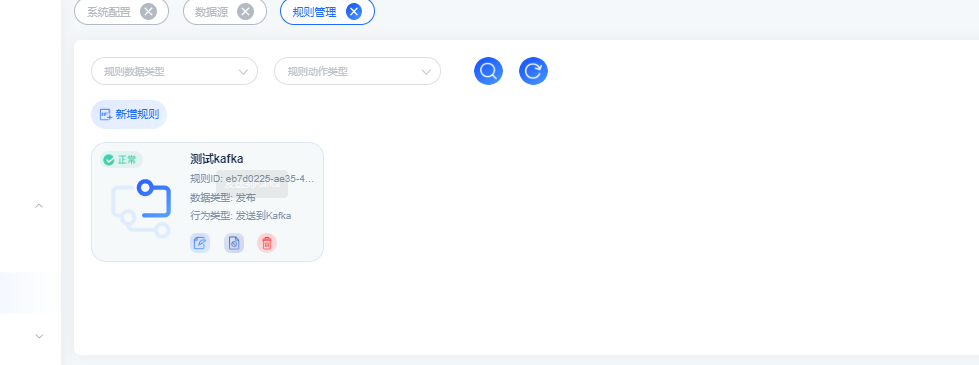 系统配置
数据源
规则管理
规则数据类型
规则动作类型
新增规则
正常
测试kafka
规则ID: eb7d0225-ae35-4...
数据类型: 发布
行为类型: 发送到Kafka